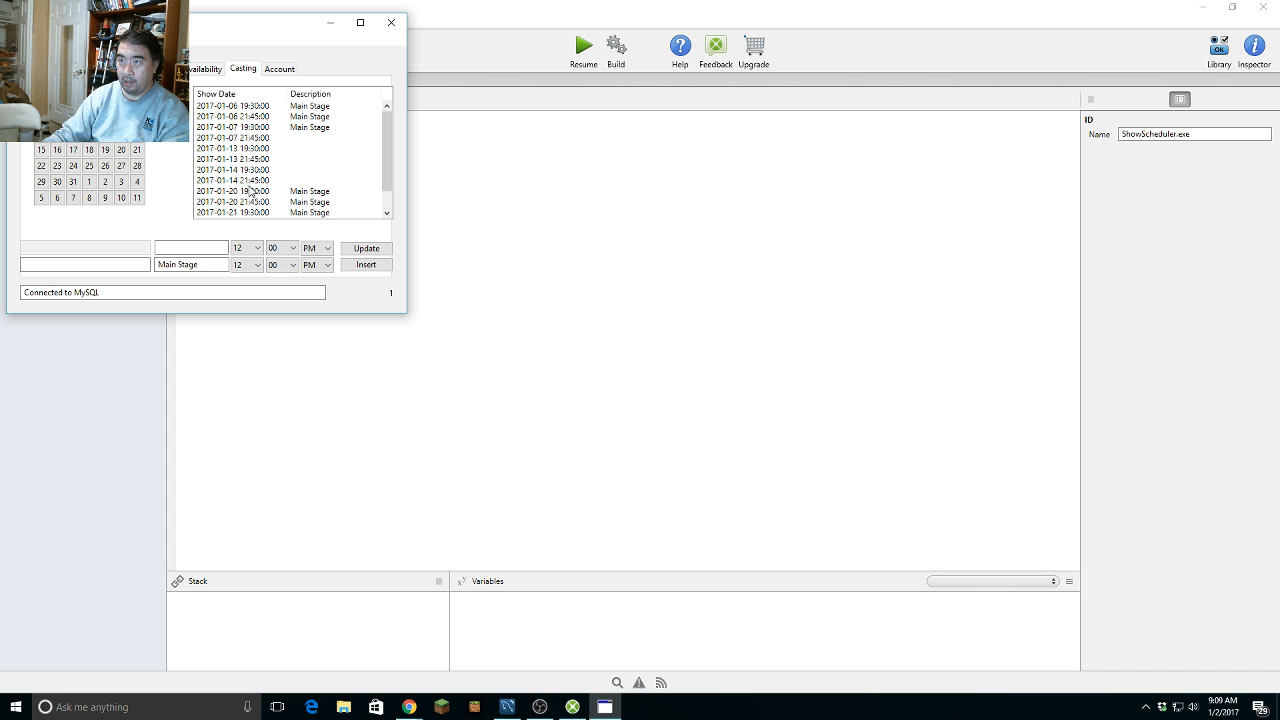 Resume Build Help Feedback Upgrade Library Inspector
OK
Casting Account
Show Date Description
2017-01-06 19:30:00 Main Stage
2017-01-06 21:45:00 Main Stage
2017-01-07 19:30:00 Main Stage
2017-01-07 21:45:00
2017-01-13 19:30:00
2017-01-13 21:45:00
2017-01-14 19:30:00
2017-01-14 21:45:00
2017-01-20 19:30:00 Main Stage
2017-01-20 21:45:00 Main Stage
2017-01-21 19:30:00 Main Stage
15 16 17 18 19 20 21
22 23 24 25 26 27 28
29 30 31 1 2 3 4
5 6 7 8 9 10 11
12 00 PM Update
Main Stage 12 00 PM Insert
Connected to MySQL 1
ID
ID
Name ShowScheduler.exe
Stack
Variables
Ask me anything
9:09 AM
1/2/2017